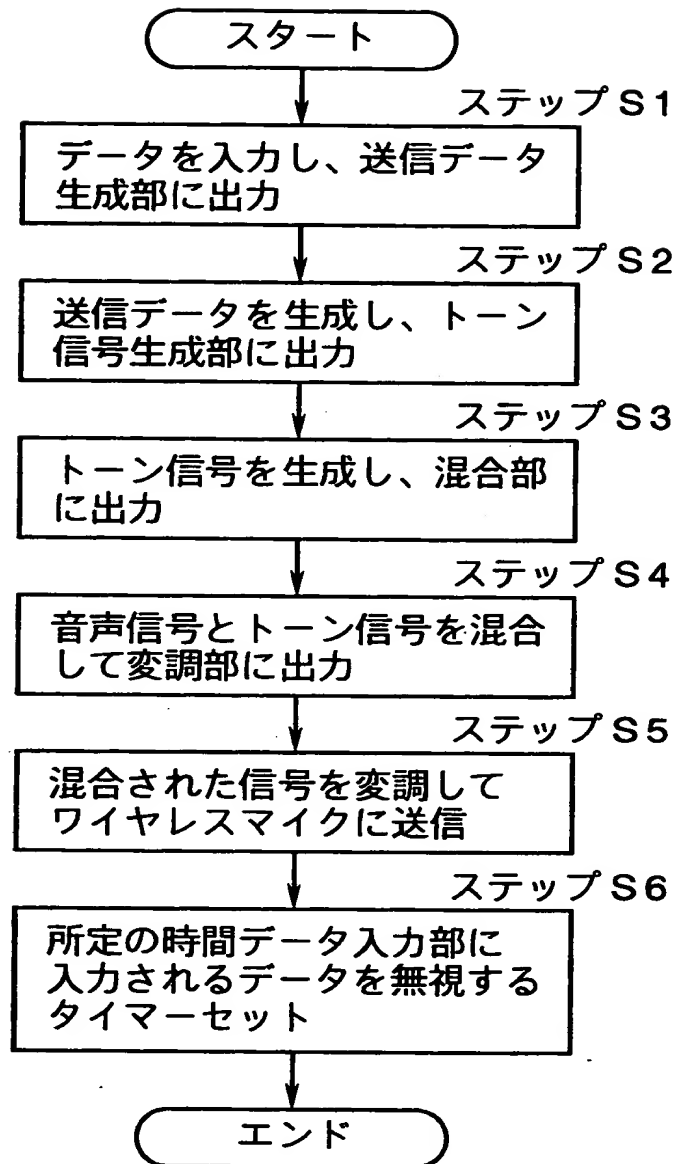 スタート
ステップS1
データを入力し、送信データ
生成部に出力
ステップS2
送信データを生成し、トーン
信号生成部に出力
ステップS3
トーン信号を生成し、混合部
に出力
ステップS4
音声信号とトーン信号を混合
して変調部に出力
ステップS5
混合された信号を変調して
ワイヤレスマイクに送信
ステップS6
所定の時間データ入力部に
入力されるデータを無視する
タイマーセット
エンド